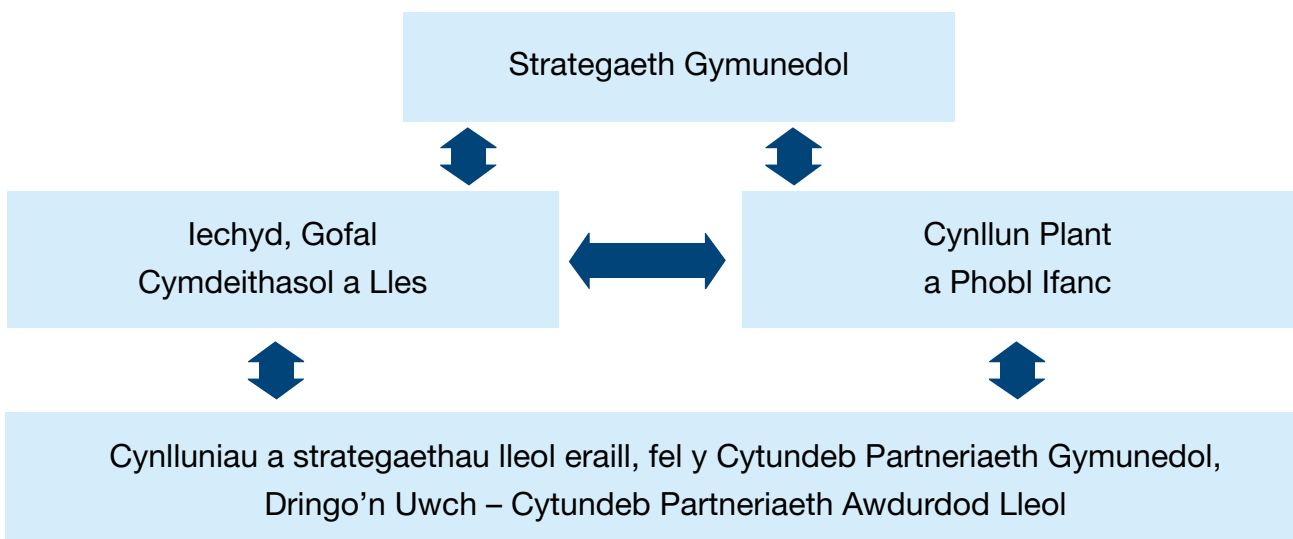 Strategaeth Gymunedol
Iechyd, Gofal
Cymdeithasol a Lles
Cynllun Plant
a Phobl Ifanc
Cynlluniau a strategaethau lleol eraill, fel y Cytundeb Partneriaeth Gymunedol,
Dringo’n Uwch – Cytundeb Partneriaeth Awdurdod Lleol